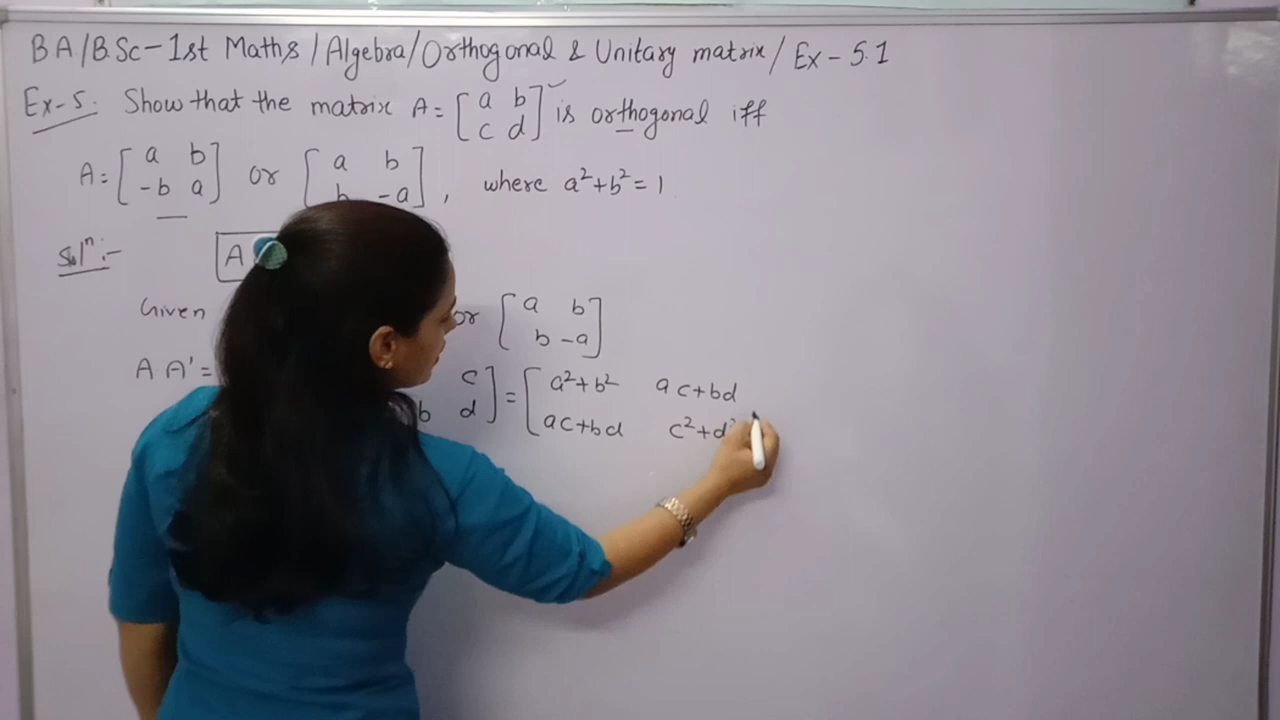 BA/B.Sc-1st Maths/Algebra/Orthogonal & Unitary matrix/Ex-5.1
Ex-5. Show that the matrix A = [a b c d] is orthogonal iff
A = [a b -b a] or [a b b -a], where a²+b²=1
Solⁿ:- A
Given or [a b b -a]
A A' = c b d] = [a²+b² ac+bd ac+bd c²+d²